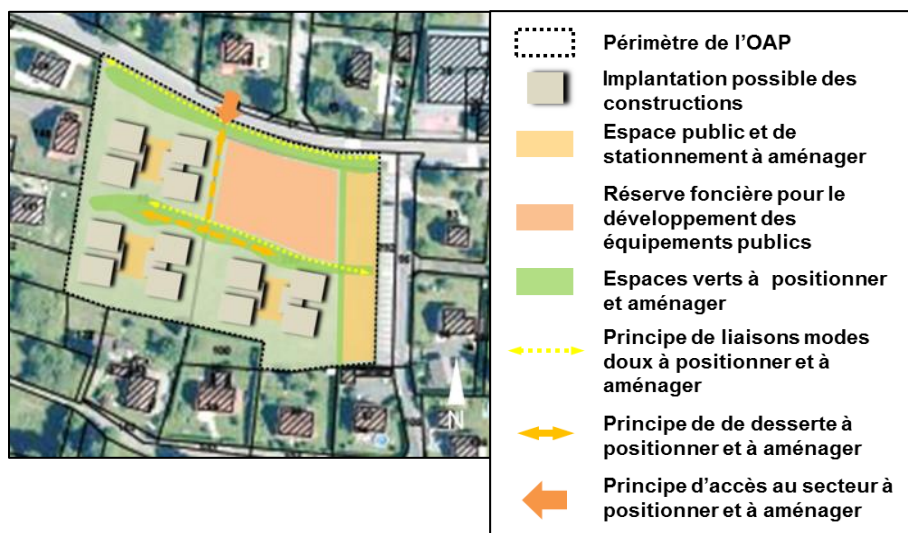 Périmètre de l'OAP
Implantation possible des
constructions
Espace public et de
stationnement à aménager
Réserve foncière pour le
développement des
équipements publics
Espaces verts à positionner
et aménager
Principe de liaisons modes
doux à positionner et à
aménager
Principe de de desserte à
positionner et à aménager
Principe d'accès au secteur à
positionner et à aménager
100
N